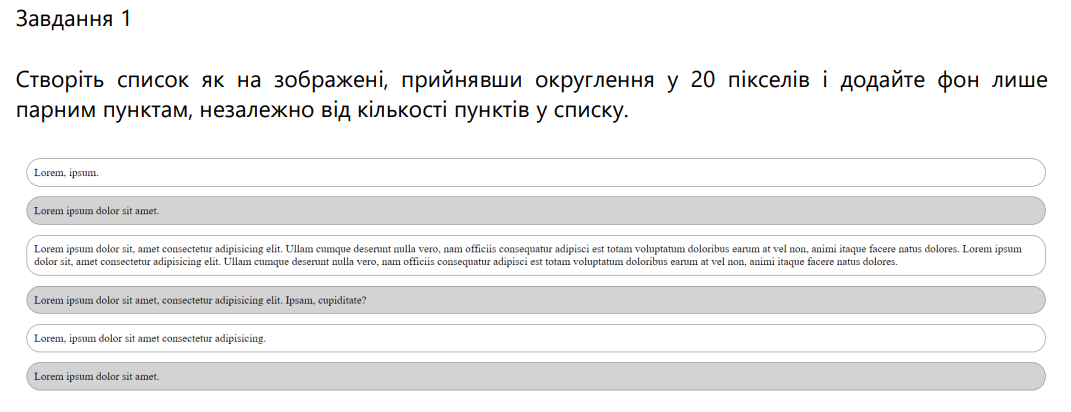 Завдання 1
Створіть список як на зображені, прийнявши округлення у 20 пікселів і додайте фон лише
парним пунктам, незалежно від кількості пунктів у списку.
Lorem, ipsum.
Lorem ipsum dolor sit amet.
Lorem ipsum dolor sit, amet consectetur adipisicing elit. Ullam cumque deserunt nulla vero, nam officiis consequatur adipisci est totam voluptatum doloribus earum at vel non, animi itaque facere natus dolores. Lorem ipsum
dolor sit, amet consectetur adipisicing elit. Ullam cumque deserunt nulla vero, nam officiis consequatur adipisci est totam voluptatum doloribus earum at vel non, animi itaque facere natus dolores.
Lorem ipsum dolor sit amet, consectetur adipisicing elit. Ipsam, cupiditate?
Lorem, ipsum dolor sit amet consectetur adipisicing.
Lorem ipsum dolor sit amet.